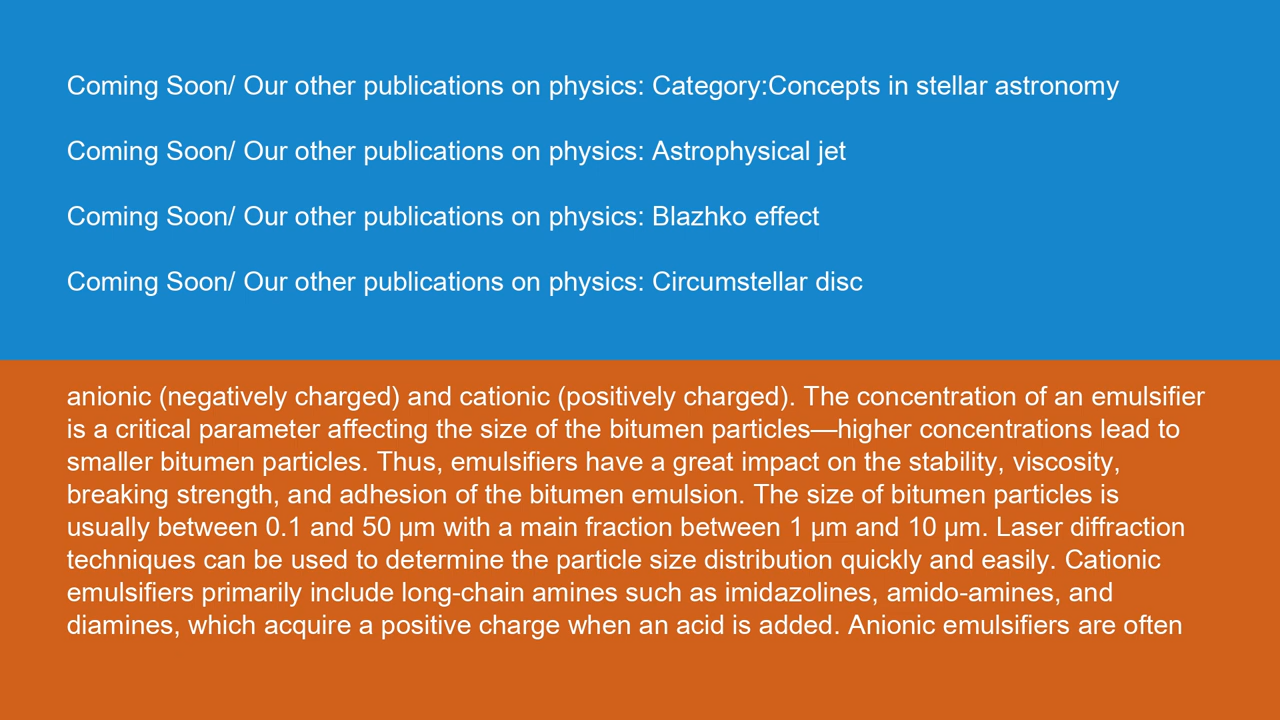 Coming Soon/ Our other publications on physics: Category:Concepts in stellar astronomy
Coming Soon/ Our other publications on physics: Astrophysical jet
Coming Soon/ Our other publications on physics: Blazhko effect
Coming Soon/ Our other publications on physics: Circumstellar disc
anionic (negatively charged) and cationic (positively charged). The concentration of an emulsifier
is a critical parameter affecting the size of the bitumen particles—higher concentrations lead to
smaller bitumen particles. Thus, emulsifiers have a great impact on the stability, viscosity,
breaking strength, and adhesion of the bitumen emulsion. The size of bitumen particles is
usually between 0.1 and 50 μm with a main fraction between 1 μm and 10 μm. Laser diffraction
techniques can be used to determine the particle size distribution quickly and easily. Cationic
emulsifiers primarily include long-chain amines such as imidazolines, amido-amines, and
diamines, which acquire a positive charge when an acid is added. Anionic emulsifiers are often